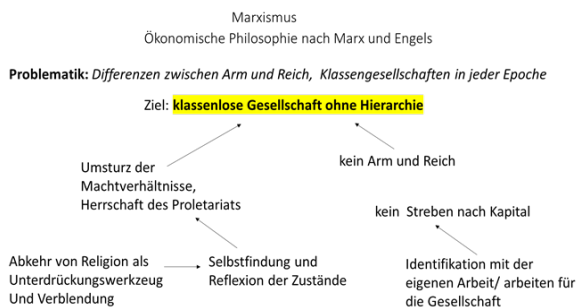 Marxismus
Ökonomische Philosophie nach Marx und Engels
Problematik: Differenzen zwischen Arm und Reich, Klassengesellschaften in jeder Epoche
Ziel: klassenlose Gesellschaft ohne Hierarchie
Umsturz der
Machtverhältnisse,
Herrschaft des Proletariats
kein Arm und Reich
kein Streben nach Kapital
Abkehr von Religion als
Unterdrückungswerkzeug
Und Verblendung
Selbstfindung und
Reflexion der Zustände
Identifikation mit der
eigenen Arbeit/ arbeiten für
die Gesellschaft